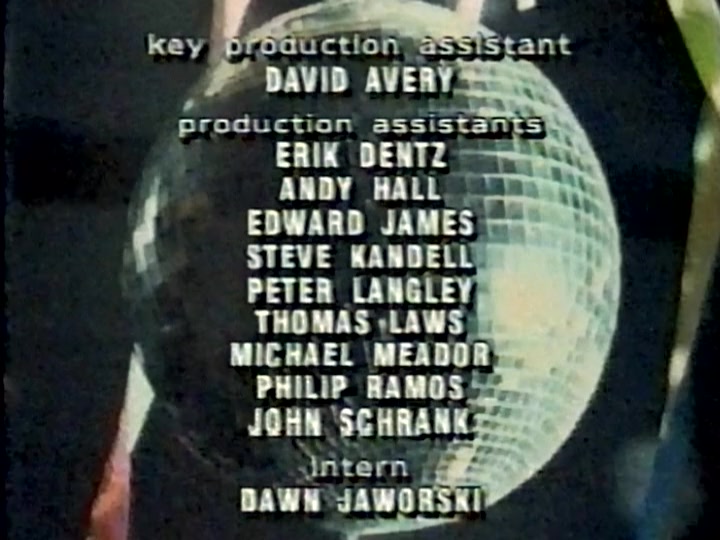 key production assistant
DAVID AVERY
production assistants
ERIK DENTZ
ANDY HALL
EDWARD JAMES
STEVE KANDELL
PETER LANGLEY
THOMAS LAWS
MICHAEL MEADOR
PHILIP RAMOS
JOHN SCHRANK
intern
DAWN JAWORSKI